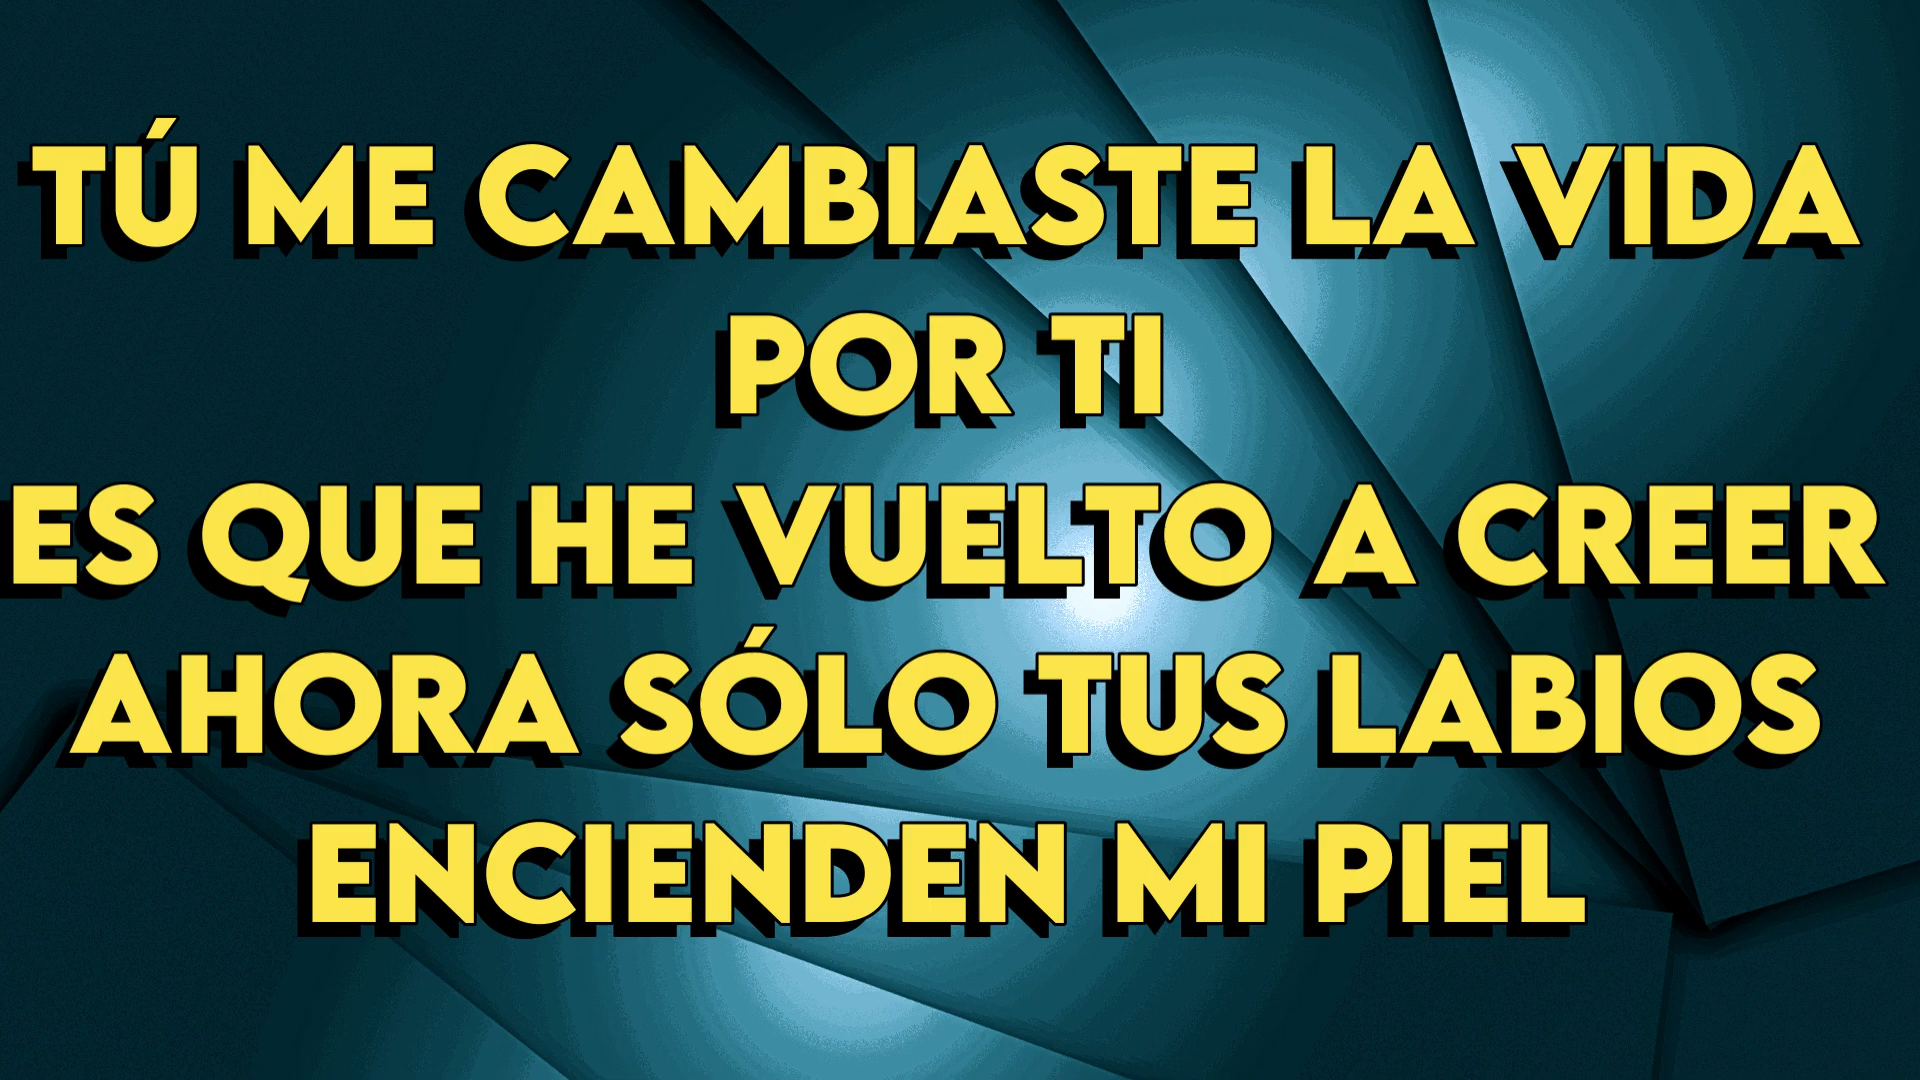 TÚ ME CAMBIASTE LA VIDA
POR TI
ES QUE HE VUELTO A CREER
AHORA SÓLO TUS LABIOS
ENCIENDEN MI PIEL